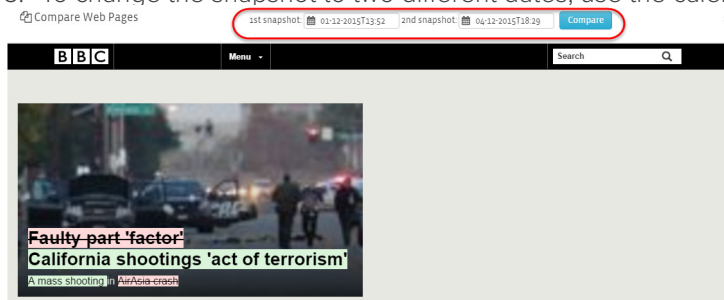 Compare Web Pages
1st snapshot: 01-12-2015T13:52 2nd snapshot: 04-12-2015T18:29 Compare
BBC Menu Search
Faulty part 'factor'
California shootings 'act of terrorism'
A mass shooting in AirAsia crash